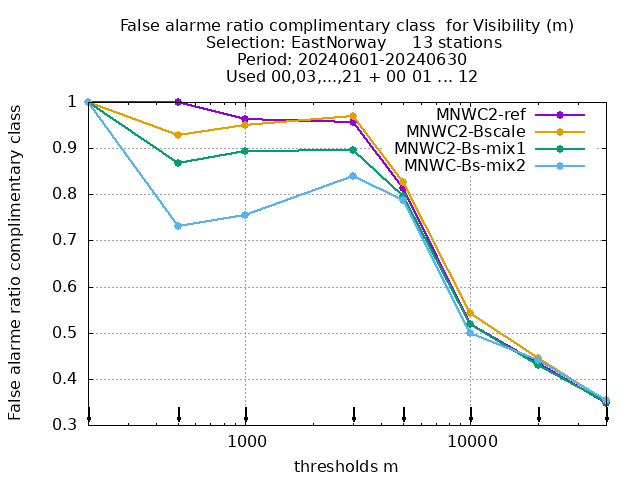 False alarme ratio complimentary class  for Visibility (m)
Selection: EastNorway     13 stations
Period: 20240601-20240630
Used 00,03,...,21 + 00 01 ... 12
False alarme ratio complimentary class
1
0.9
0.8
0.7
0.6
0.5
0.4
0.3
MNWC2-ref
MNWC2-Bscale
MNWC2-Bs-mix1
MNWC-Bs-mix2
1000
10000
thresholds m